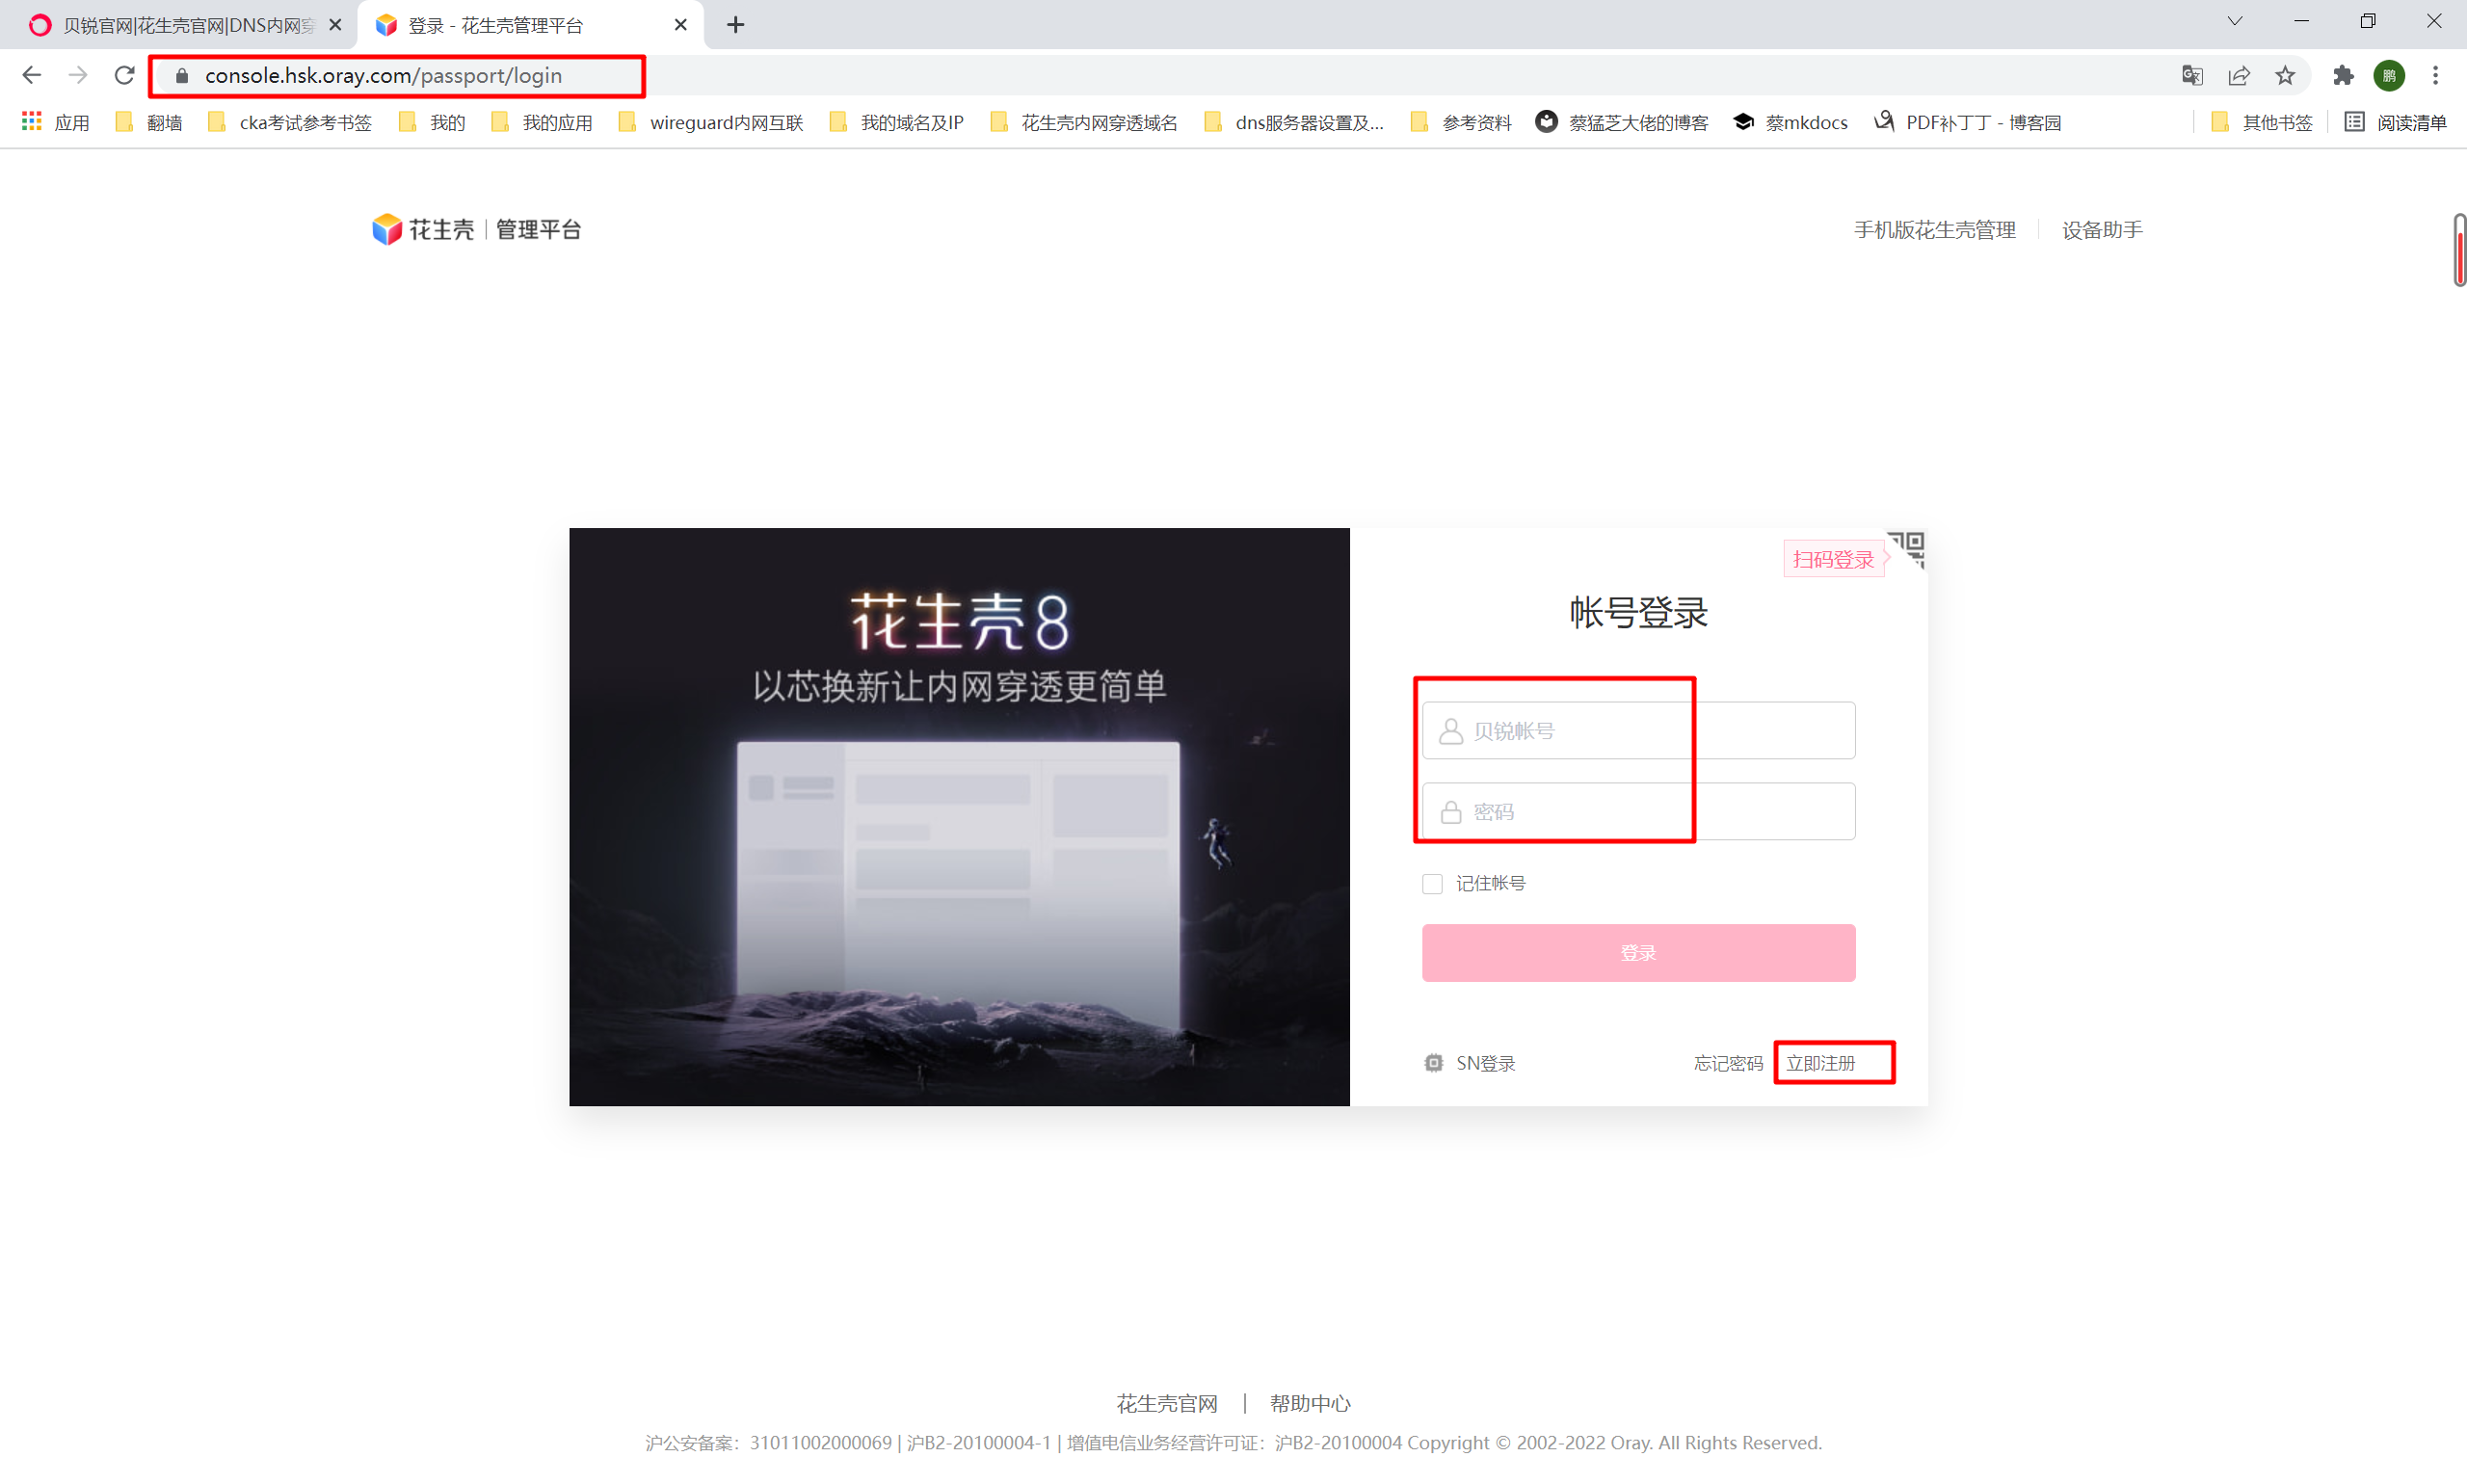 贝锐官网|花生壳官网|DNS内网穿
登录 - 花生壳管理平台
console.hsk.oray.com/passport/login
鹏
应用 翻墙 cka考试参考书签 我的 我的应用 wireguard内网互联 我的域名及IP 花生壳内网穿透域名 dns服务器设置及... 参考资料 蔡猛芝大佬的博客 蔡mkdocs PDF补丁丁 - 博客园 其他书签 阅读清单
花生壳 | 管理平台
手机版花生壳管理 设备助手
扫码登录
花生壳8
以芯换新让内网穿透更简单
帐号登录
贝锐帐号
密码
记住帐号
登录
SN登录 忘记密码 立即注册
花生壳官网 | 帮助中心
沪公安备案：31011002000069 | 沪B2-20100004-1 | 增值电信业务经营许可证：沪B2-20100004 Copyright © 2002-2022 Oray. All Rights Reserved.